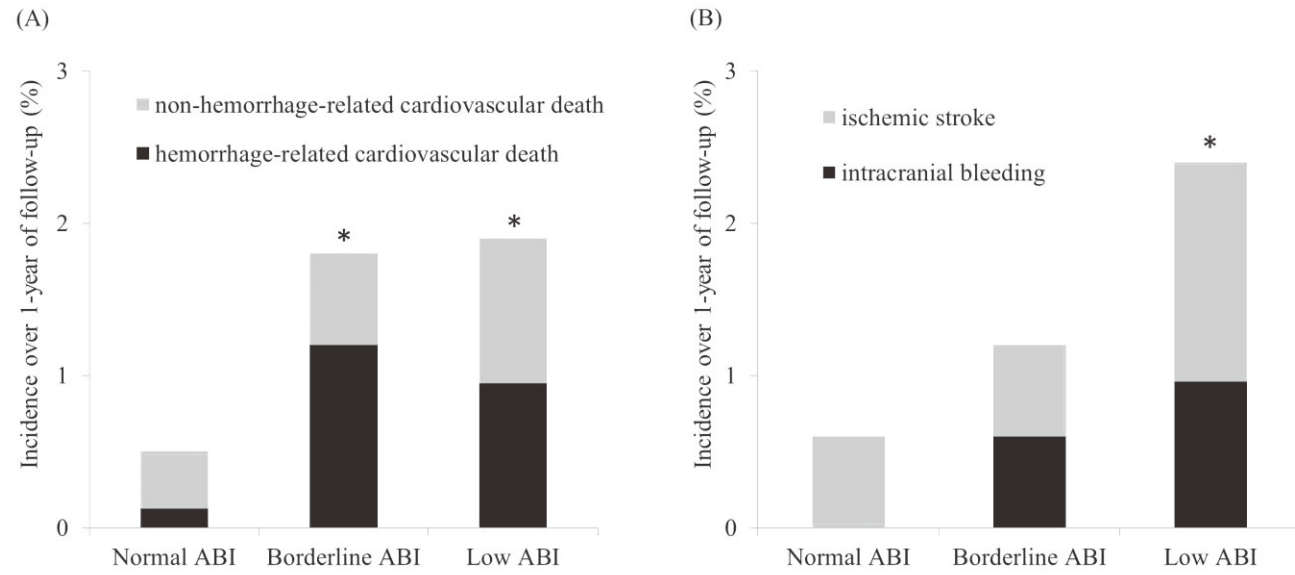 (A)
Incidence over 1-year of follow-up (%)
3
2
1
0
non-hemorrhage-related cardiovascular death
hemorrhage-related cardiovascular death
*
*
Normal ABI
Borderline ABI
Low ABI
(B)
Incidence over 1-year of follow-up (%)
3
2
1
0
ischemic stroke
intracranial bleeding
*
Normal ABI
Borderline ABI
Low ABI